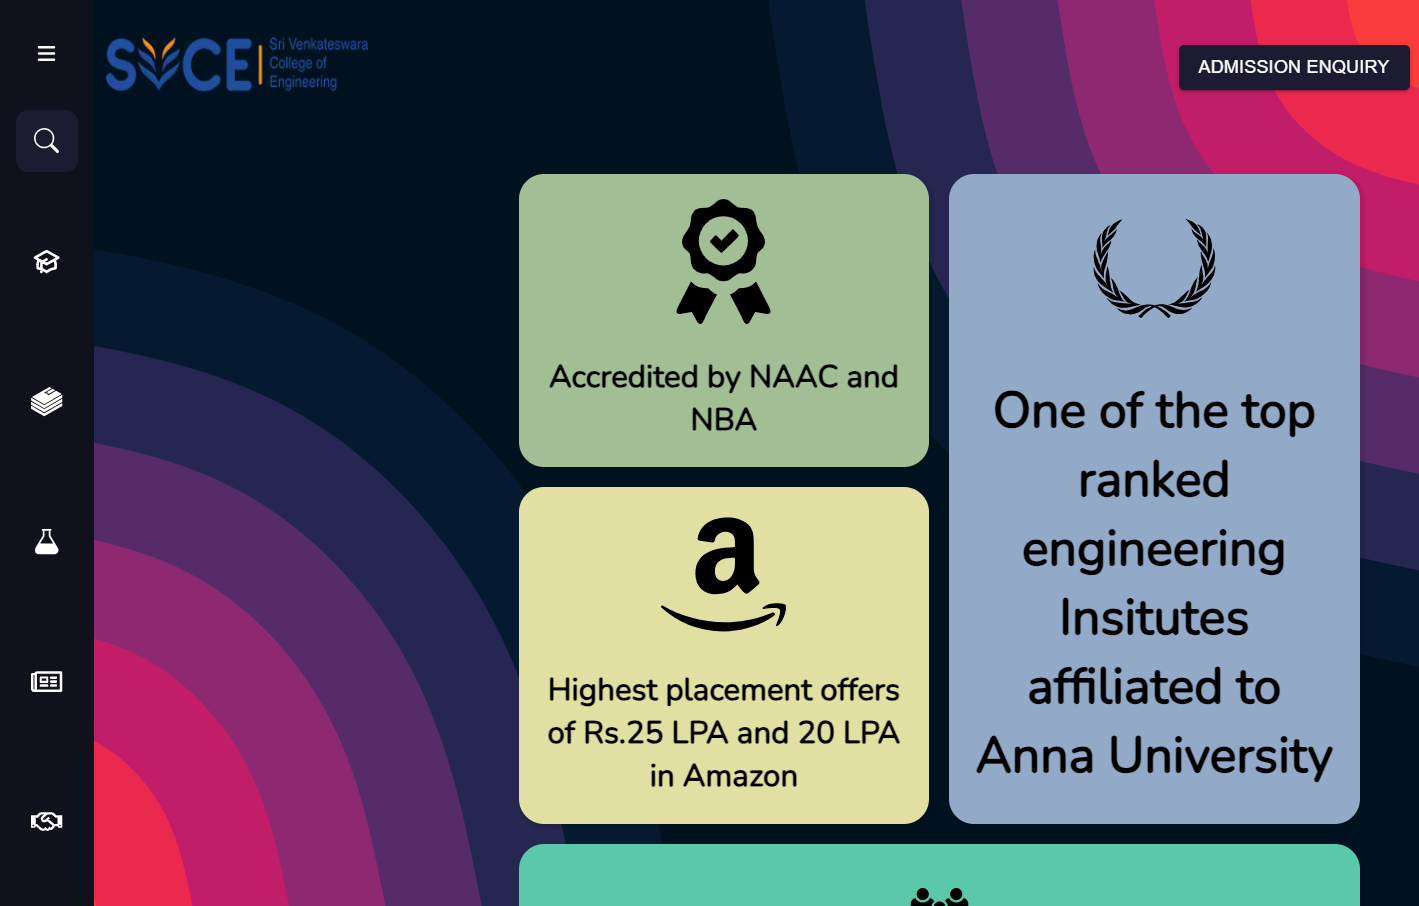 SVCE
Sri Venkateswara
College of
Engineering
ADMISSION ENQUIRY
Accredited by NAAC and
NBA
One of the top
ranked
engineering
Insitutes
affiliated to
Anna University
a
Highest placement offers
of Rs.25 LPA and 20 LPA
in Amazon